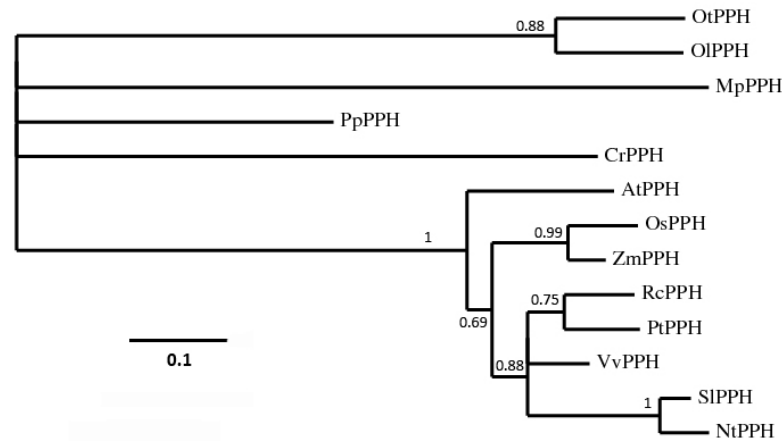 0.88
OtPPH
OlPPH
MpPPH
PpPPH
CrPPH
AtPPH
1
OsPPH
0.99
ZmPPH
RcPPH
0.75
PtPPH
0.69
0.1
VvPPH
0.88
SlPPH
1
NtPPH